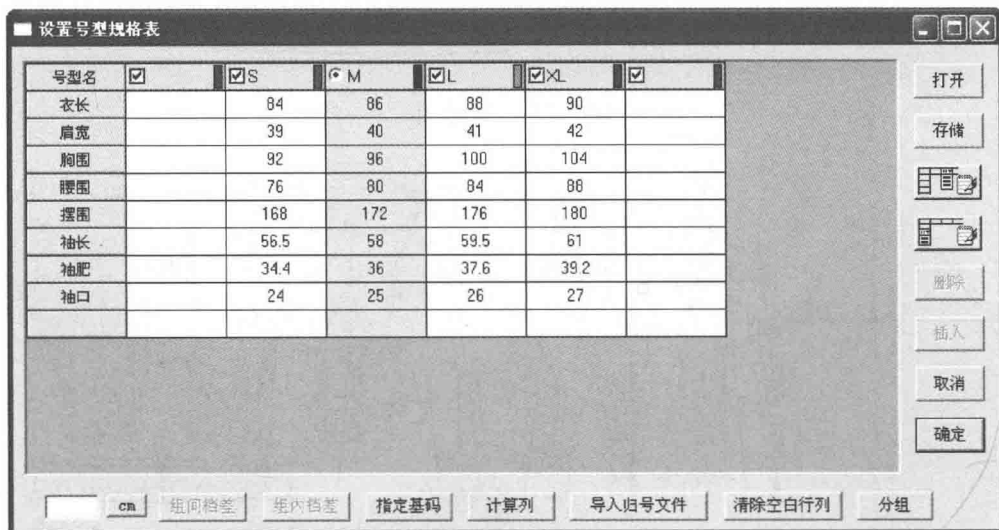 设置号型规格表
号型名 S M L XL
衣长 84 86 88 90
肩宽 39 40 41 42
胸围 92 96 100 104
腰围 76 80 84 88
摆围 168 172 176 180
袖长 56.5 58 59.5 61
袖肥 34.4 36 37.6 39.2
袖口 24 25 26 27
打开
存储
删除
插入
取消
确定
cm 组间档差 组内档差 指定基码 计算列 导入归号文件 清除空白行列 分组